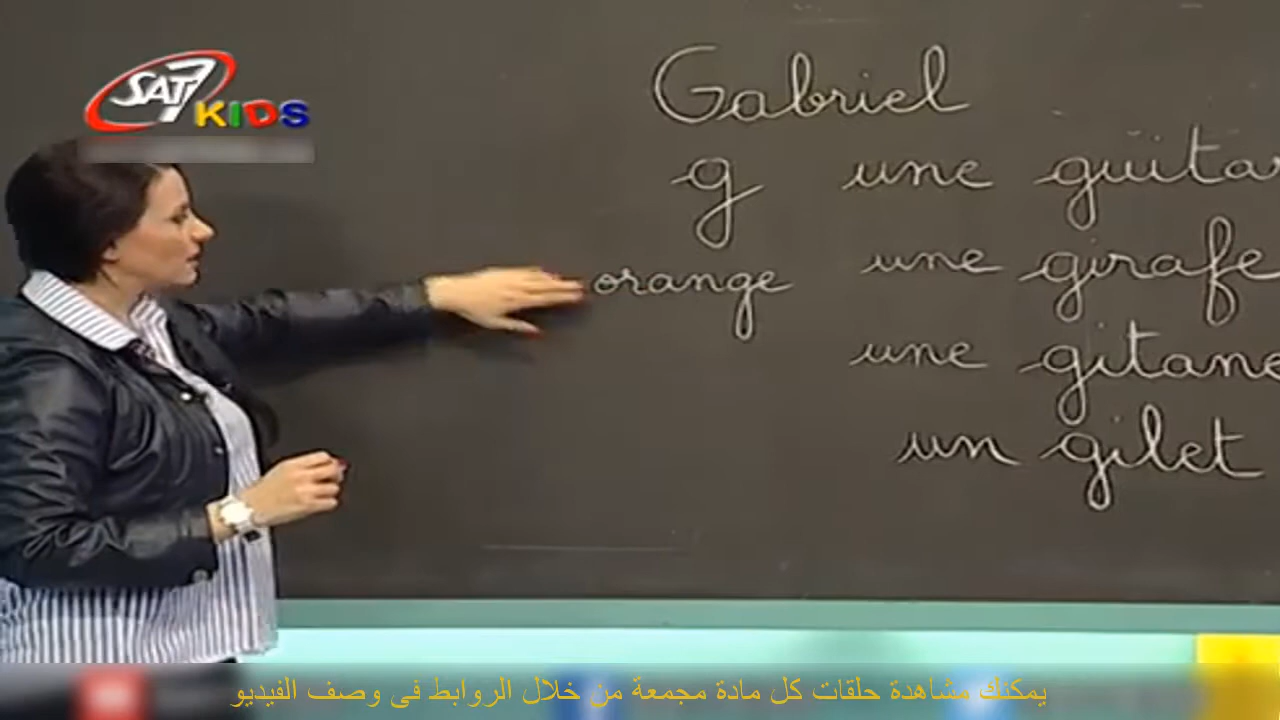 SAT7
KIDS
Gabriel
g
une guitar
orange
une girafe
une gitane
un gilet
يمكنك مشاهدة حلقات كل مادة مجمعة من خلال الروابط فى وصف الفيديو